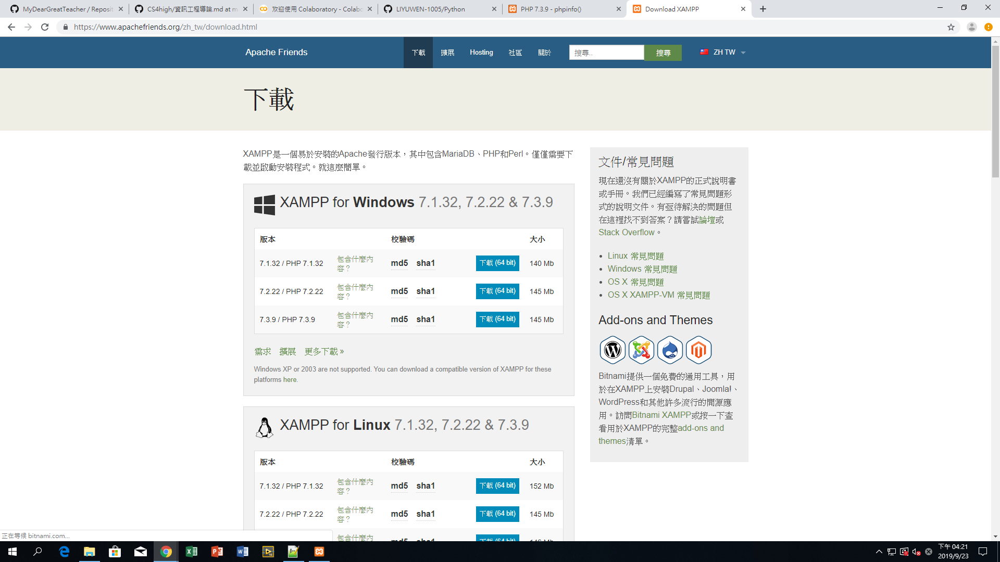 MyDearGreatTeacher / Reposit
CS4high/資訊工程導論.md at m
欢迎使用 Colaboratory - Colab
LIYUWEN-1005/Python
PHP 7.3.9 - phpinfo()
Download XAMPP
https://www.apachefriends.org/zh_tw/download.html
Apache Friends
下載
擴展
Hosting
社區
關於
搜尋..
搜尋
ZH TW
下載
XAMPP是一個易於安裝的Apache發行版本，其中包含MariaDB、PHP和Perl。僅僅需要下
載並啟動安裝程式。就這麼簡單。
XAMPP for Windows 7.1.32, 7.2.22 & 7.3.9
版本 校驗碼 大小
7.1.32 / PHP 7.1.32 包含什麼內容？ md5 sha1 下載 (64 bit) 140 Mb
7.2.22 / PHP 7.2.22 包含什麼內容？ md5 sha1 下載 (64 bit) 145 Mb
7.3.9 / PHP 7.3.9 包含什麼內容？ md5 sha1 下載 (64 bit) 145 Mb
需求 擴展 更多下載 »
Windows XP or 2003 are not supported. You can download a compatible version of XAMPP for these
platforms here.
XAMPP for Linux 7.1.32, 7.2.22 & 7.3.9
版本 校驗碼 大小
7.1.32 / PHP 7.1.32 包含什麼內容？ md5 sha1 下載 (64 bit) 152 Mb
7.2.22 / PHP 7.2.22 包含什麼內容？ md5 sha1 下載 (64 bit) 145 Mb
包含什麼內 md5 sha1 下載 (64 bit)
文件/常見問題
現在還沒有關於XAMPP的正式說明書
或手冊。我們已經編寫了常見問題形
式的說明文件。有亟待解決的問題但
在這裡找不到答案？請嘗試論壇或
Stack Overflow。
Linux 常見問題
Windows 常見問題
OS X 常見問題
OS X XAMPP-VM 常見問題
Add-ons and Themes
Bitnami提供一個免費的通用工具，用
於在XAMPP上安裝Drupal、Joomla!、
WordPress和其他許多流行的開源應
用。訪問Bitnami XAMPP或按一下查
看用於XAMPP的完整add-ons and
themes清單。
正在等候 bitnami.com...
下午 04:21
2019/9/23